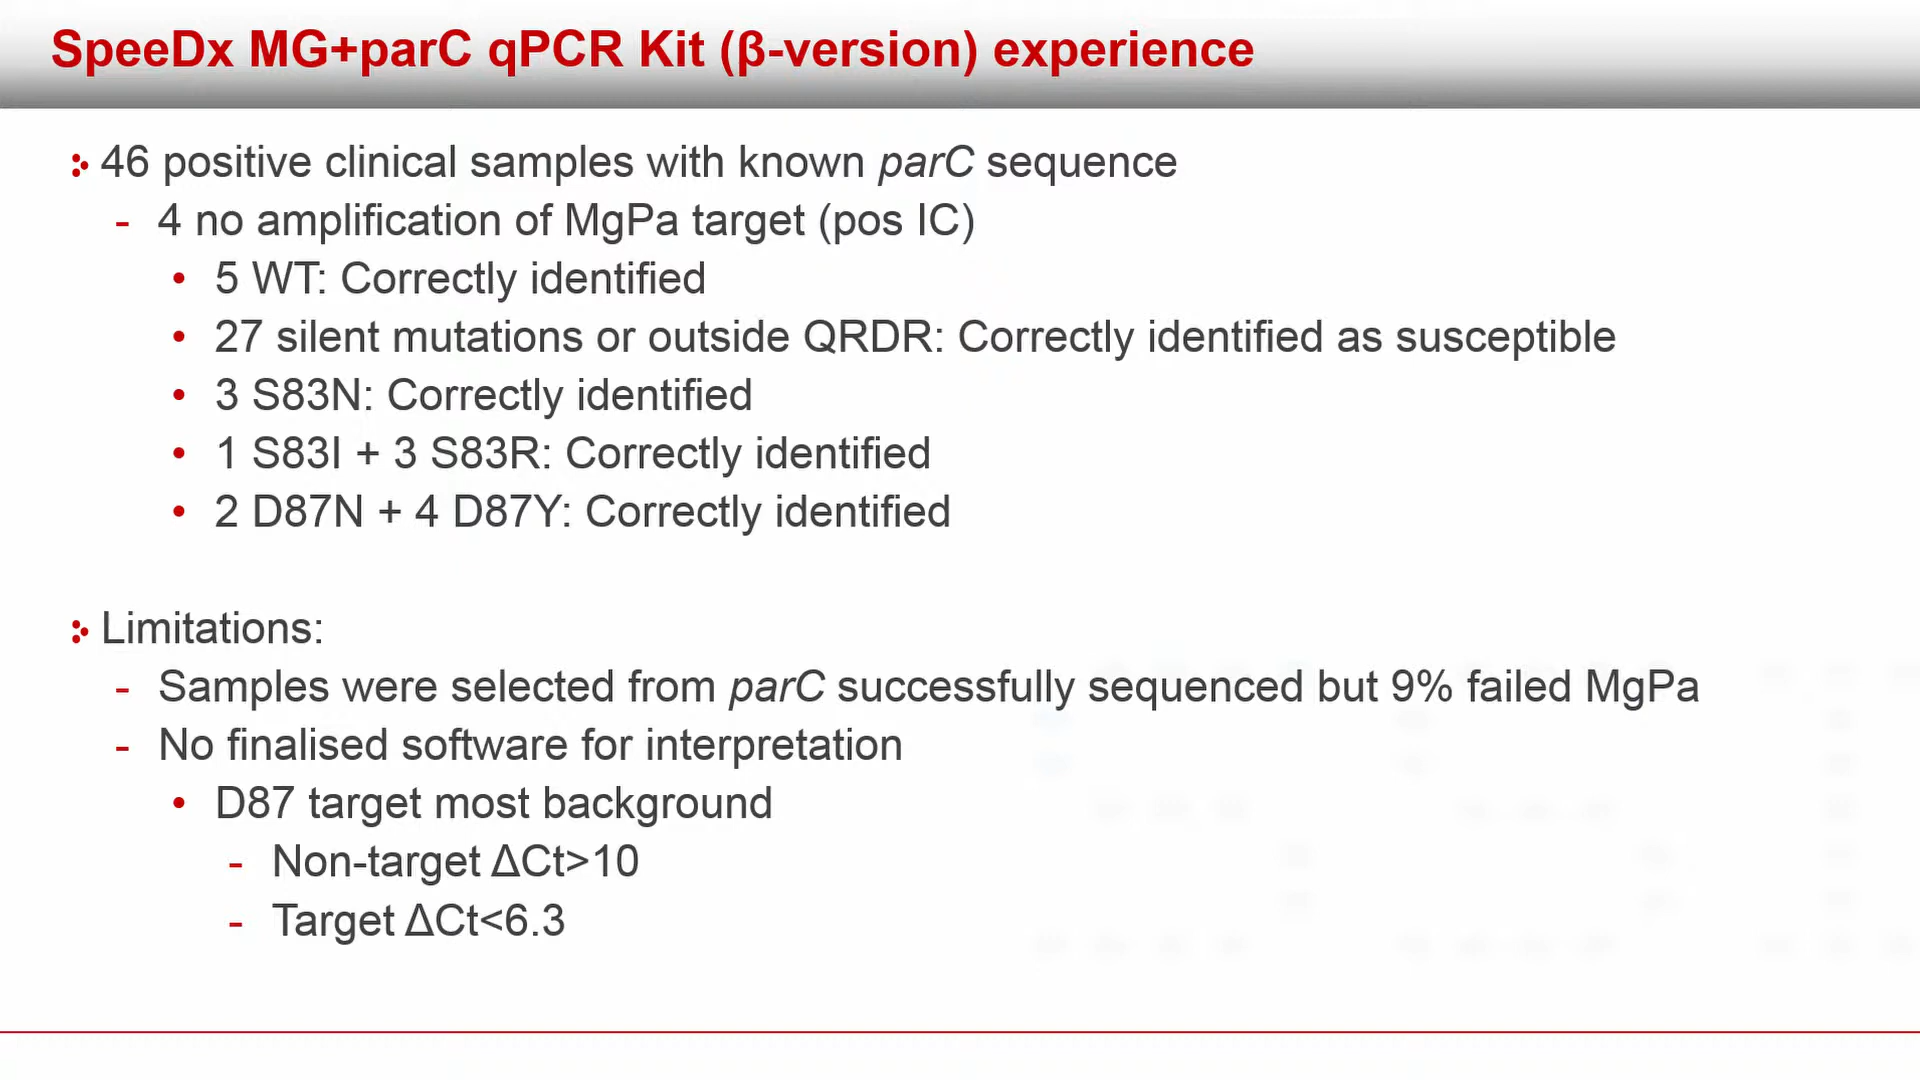 SpeeDx MG+parC qPCR Kit (β-version) experience
46 positive clinical samples with known parC sequence
- 4 no amplification of MgPa target (pos IC)
• 5 WT: Correctly identified
• 27 silent mutations or outside QRDR: Correctly identified as susceptible
• 3 S83N: Correctly identified
• 1 S83I + 3 S83R: Correctly identified
• 2 D87N + 4 D87Y: Correctly identified
Limitations:
- Samples were selected from parC successfully sequenced but 9% failed MgPa
- No finalised software for interpretation
• D87 target most background
- Non-target ΔCt>10
- Target ΔCt<6.3